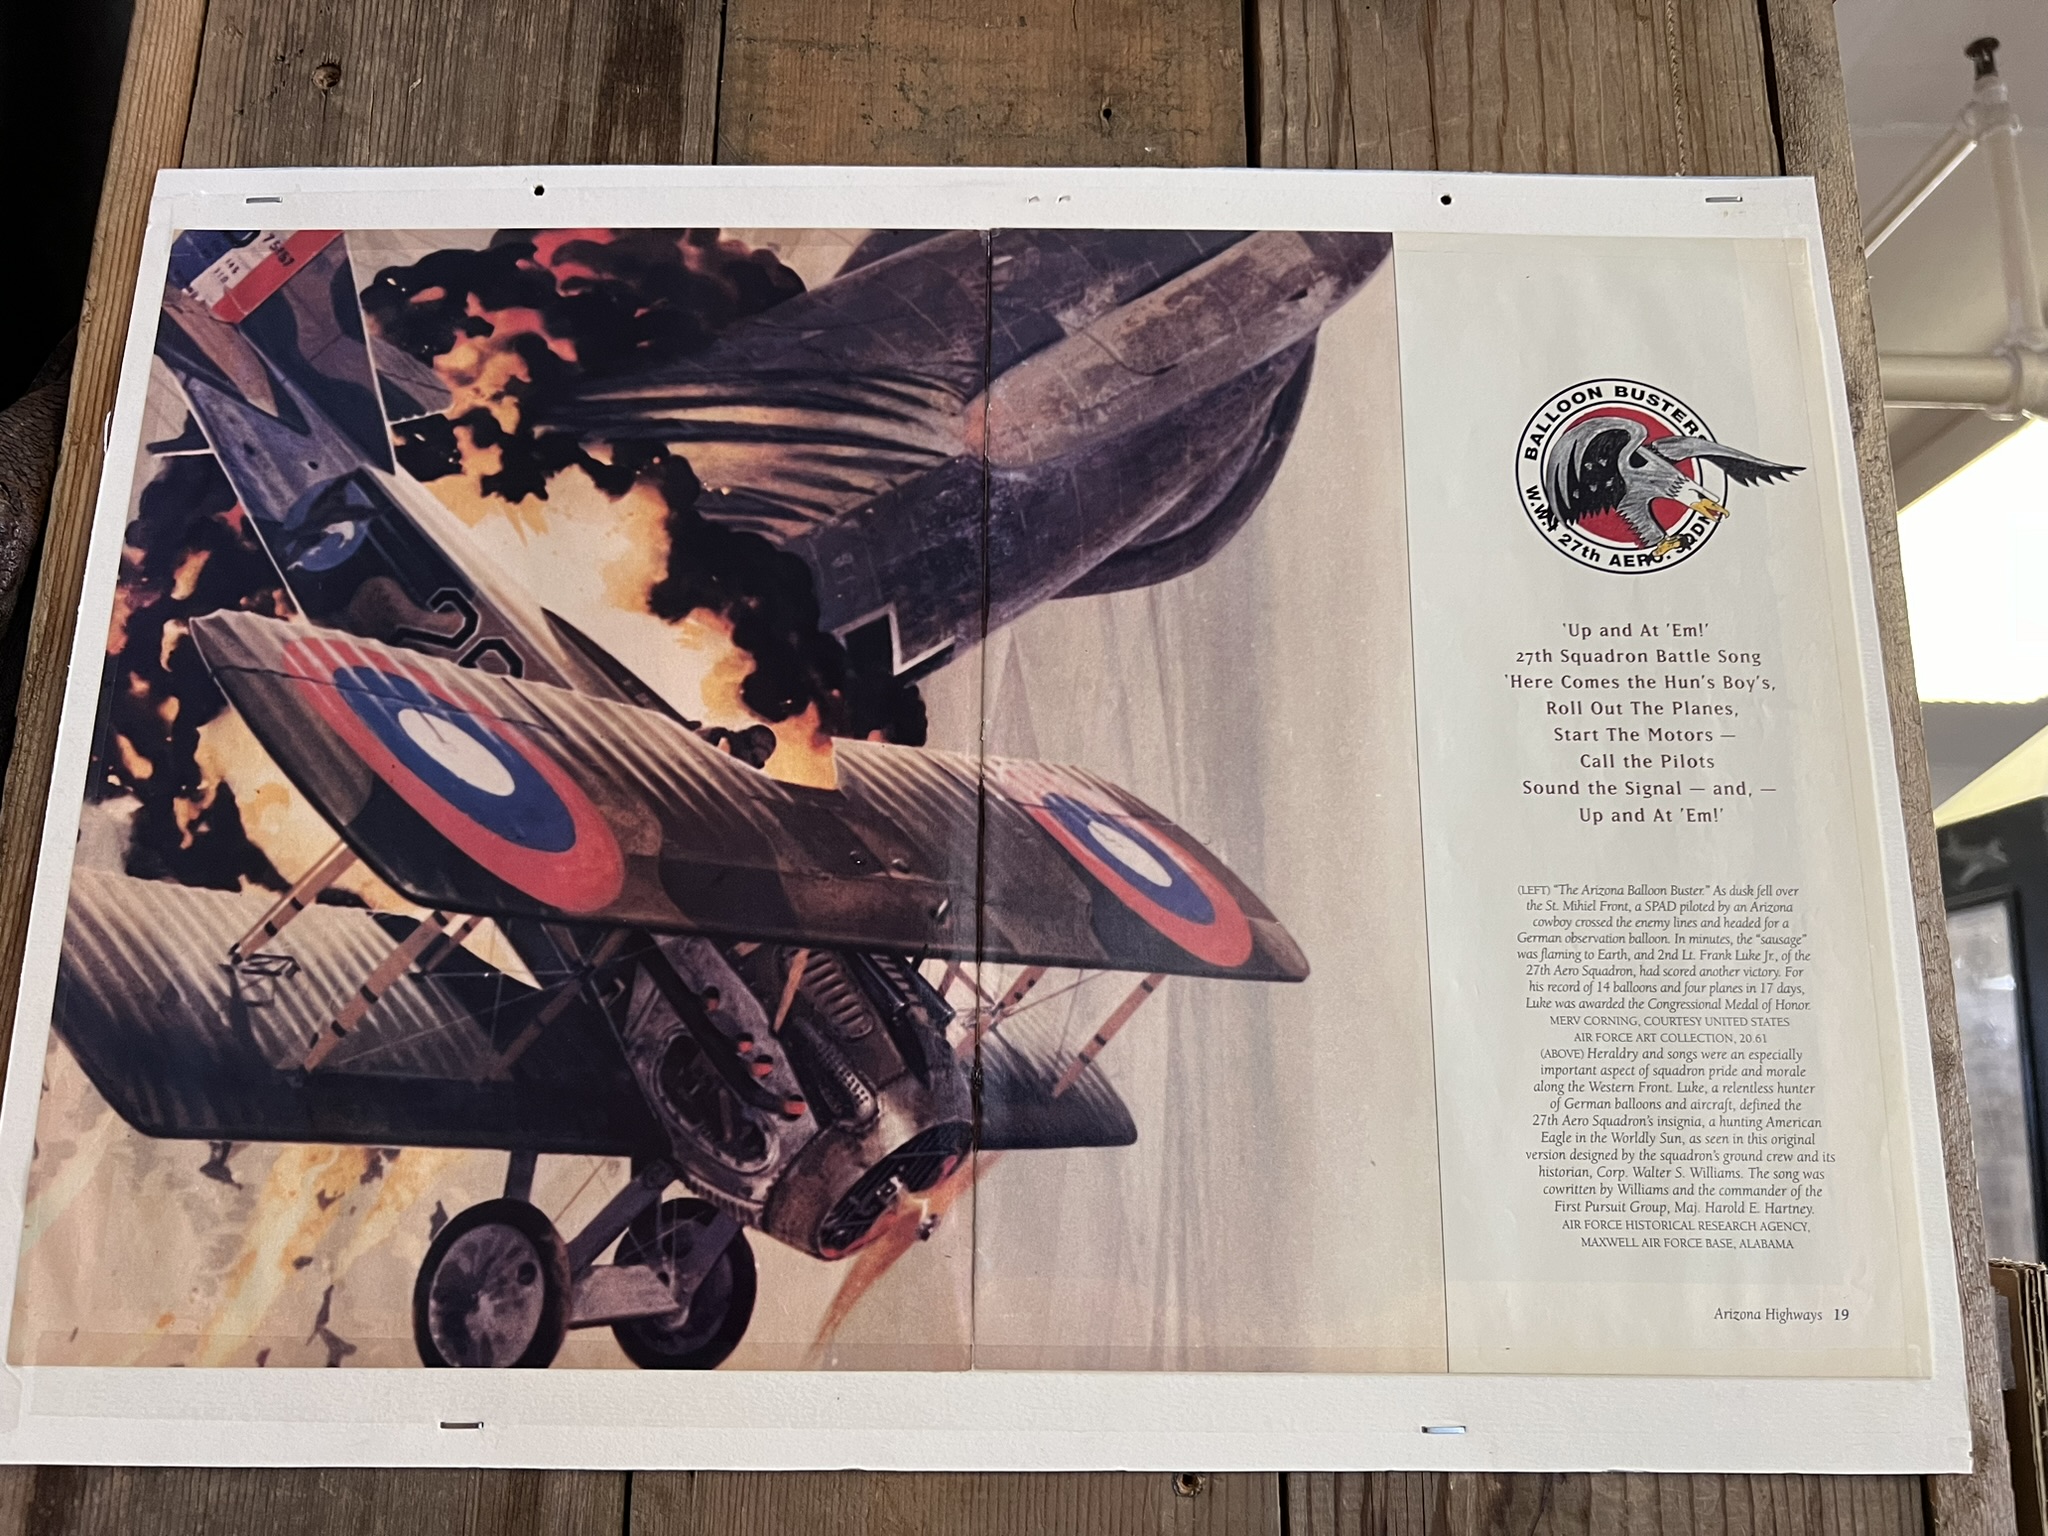 7 5/67
BALLOON BUSTERS
W.W.I 27th AERO. SQDN
'Up and At 'Em!'
27th Squadron Battle Song
'Here Comes the Hun's Boy's,
Roll Out The Planes,
Start The Motors —
Call the Pilots
Sound the Signal — and, —
Up and At 'Em!'
(LEFT) "The Arizona Balloon Buster." As dusk fell over
the St. Mihiel Front, a SPAD piloted by an Arizona
cowboy crossed the enemy lines and headed for a
German observation balloon. In minutes, the "sausage"
was flaming to Earth, and 2nd Lt. Frank Luke Jr., of the
27th Aero Squadron, had scored another victory. For
his record of 14 balloons and four planes in 17 days,
Luke was awarded the Congressional Medal of Honor.
MERV CORNING, COURTESY UNITED STATES
AIR FORCE ART COLLECTION, 20 61
(ABOVE) Heraldry and songs were an especially
important aspect of squadron pride and morale
along the Western Front. Luke, a relentless hunter
of German balloons and aircraft, defined the
27th Aero Squadron's insignia, a hunting American
Eagle in the Worldly Sun, as seen in this original
version designed by the squadron's ground crew and its
historian, Corp. Walter S. Williams. The song was
cowritten by Williams and the commander of the
First Pursuit Group, Maj. Harold E. Hartney.
AIR FORCE HISTORICAL RESEARCH AGENCY,
MAXWELL AIR FORCE BASE, ALABAMA
Arizona Highways 19